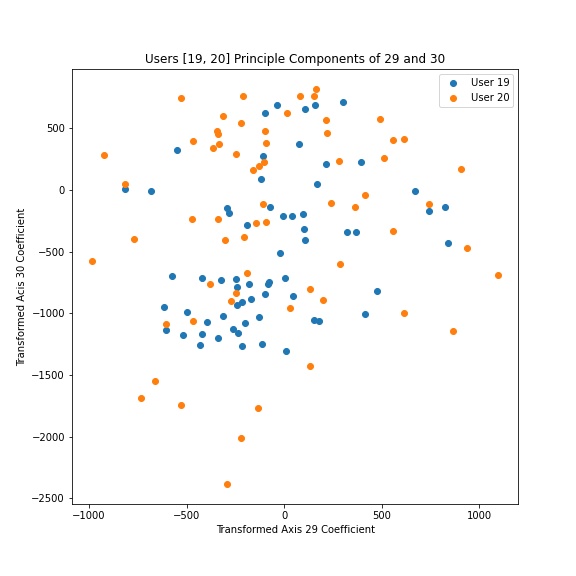 Users [19, 20] Principle Components of 29 and 30
User 19
User 20
Transformed Acis 30 Coefficient
500
0
−500
−1000
−1500
−2000
−2500
−1000
−500
0
500
1000
Transformed Axis 29 Coefficient